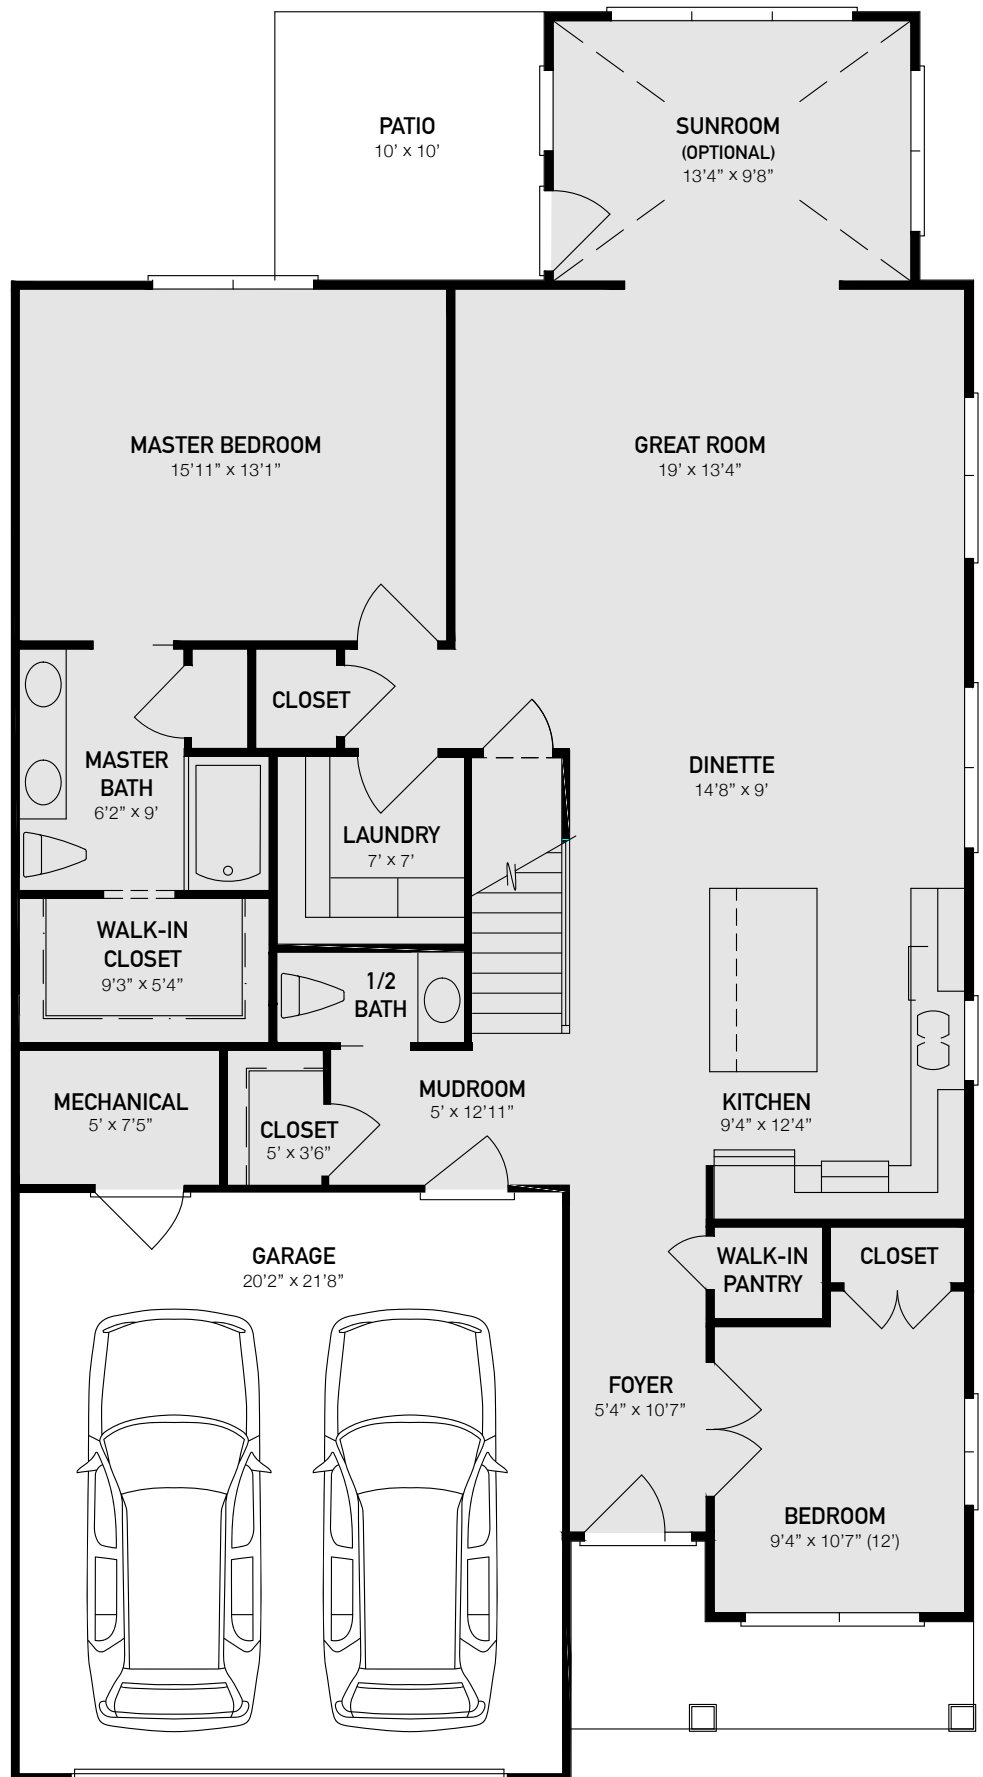 PATIO
10' x 10'
SUNROOM
(OPTIONAL)
13'4" x 9'8"
MASTER BEDROOM
15'11" x 13'1"
GREAT ROOM
19' x 13'4"
CLOSET
MASTER
BATH
6'2" x 9'
DINETTE
14'8" x 9'
LAUNDRY
7' x 7'
WALK-IN
CLOSET
9'3" x 5'4"
1/2
BATH
MECHANICAL
5' x 7'5"
CLOSET
5' x 3'6"
MUDROOM
5' x 12'11"
KITCHEN
9'4" x 12'4"
GARAGE
20'2" x 21'8"
WALK-IN
PANTRY
CLOSET
FOYER
5'4" x 10'7"
BEDROOM
9'4" x 10'7" (12')